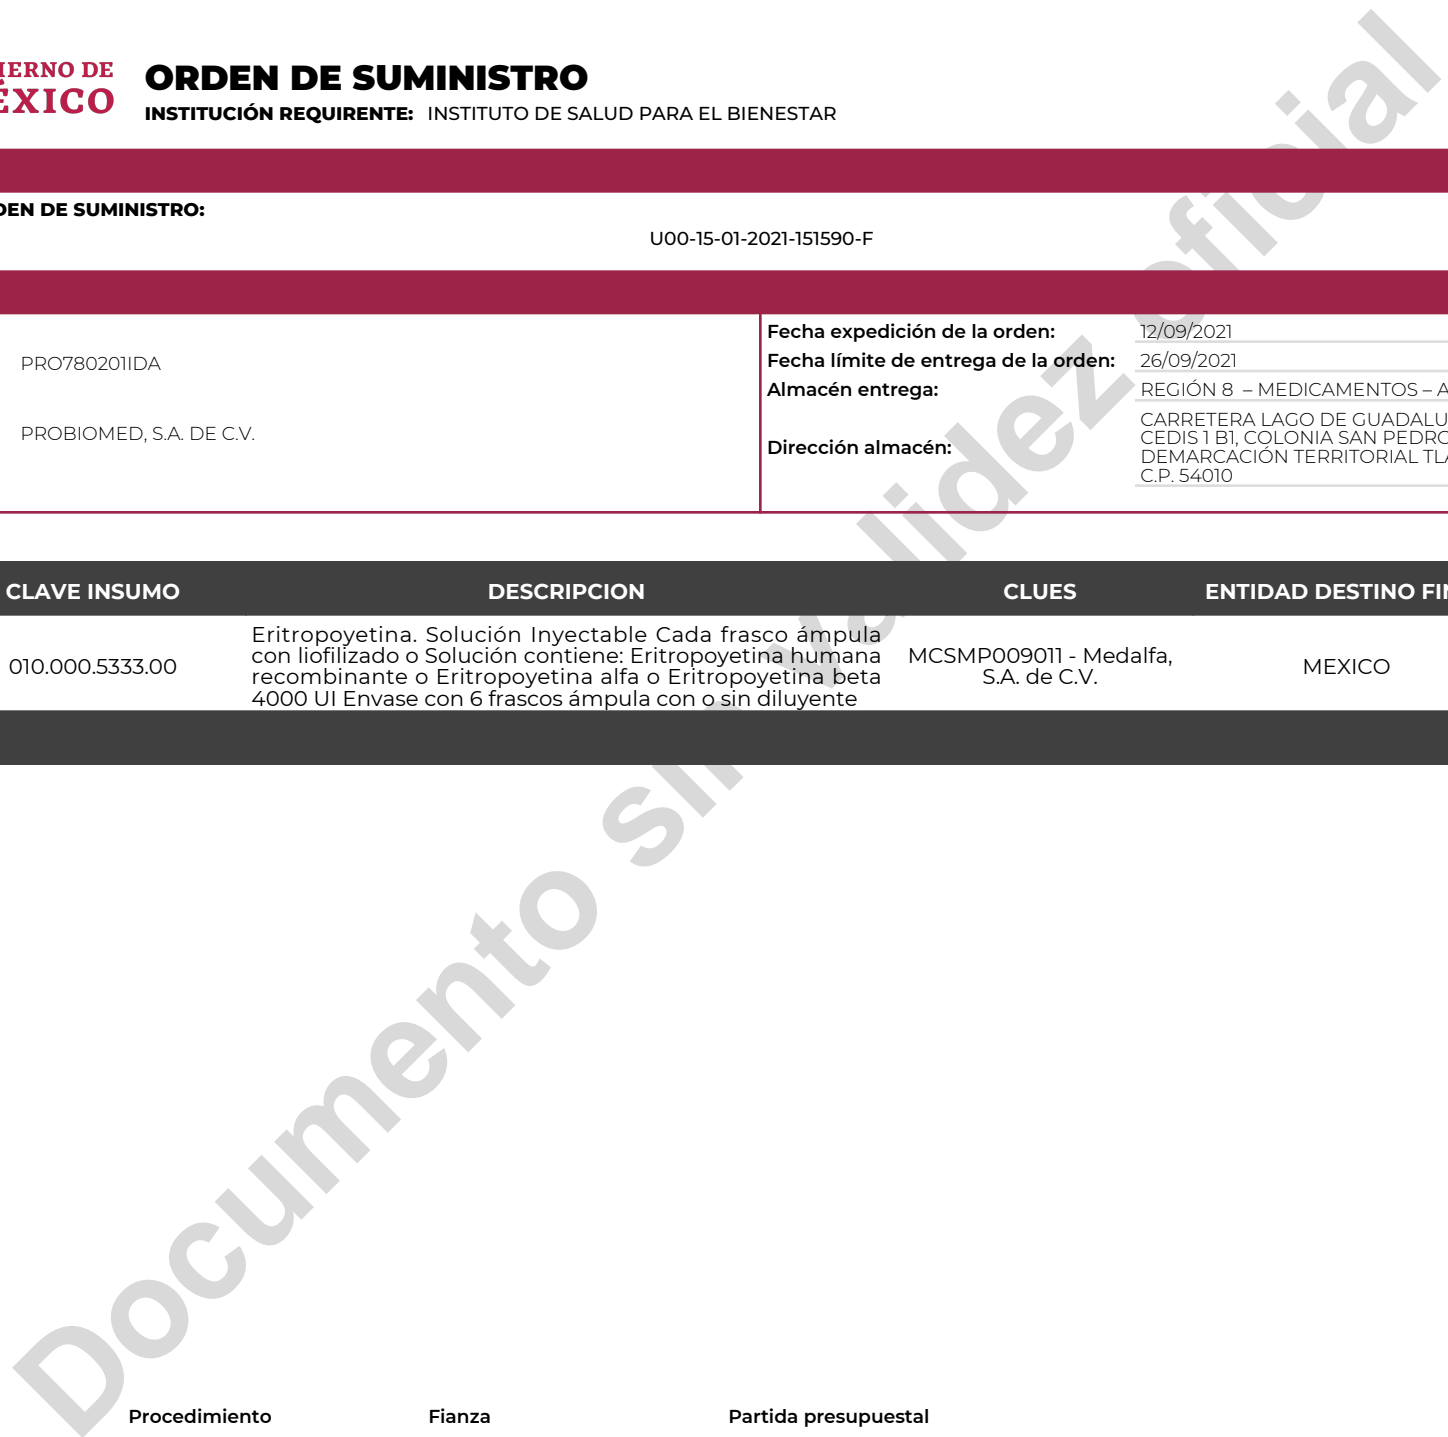 IERNO DE
ÉXICO
ORDEN DE SUMINISTRO
INSTITUCIÓN REQUIRENTE: INSTITUTO DE SALUD PARA EL BIENESTAR
DEN DE SUMINISTRO:
U00-15-01-2021-151590-F
PRO780201IDA
PROBIOMED, S.A. DE C.V.
Fecha expedición de la orden: 12/09/2021
Fecha límite de entrega de la orden: 26/09/2021
Almacén entrega: REGIÓN 8 – MEDICAMENTOS – A
Dirección almacén:
CARRETERA LAGO DE GUADALU
CEDIS 1 B1, COLONIA SAN PEDRO
DEMARCACIÓN TERRITORIAL TLA
C.P. 54010
CLAVE INSUMO DESCRIPCION CLUES ENTIDAD DESTINO FIN
010.000.5333.00
Eritropoyetina. Solución Inyectable Cada frasco ámpula
con liofilizado o Solución contiene: Eritropoyetina humana
recombinante o Eritropoyetina alfa o Eritropoyetina beta
4000 UI Envase con 6 frascos ámpula con o sin diluyente
MCSMP009011 - Medalfa,
S.A. de C.V.
MEXICO
Documento sin validez oficial
Procedimiento Fianza Partida presupuestal